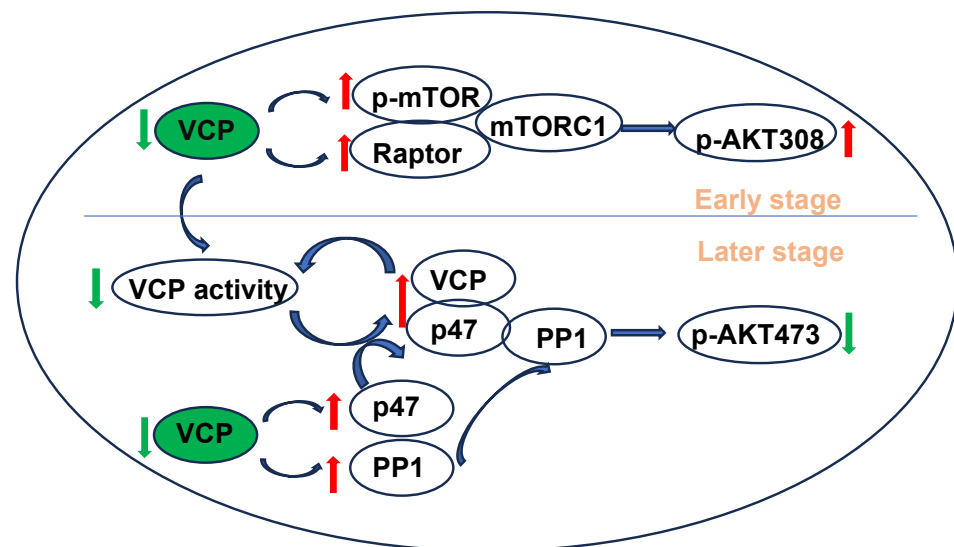 p-mTOR
VCP
mTORC1
p-AKT308
Raptor
Early stage
Later stage
VCP
VCP activity
p47
PP1
p-AKT473
p47
VCP
PP1